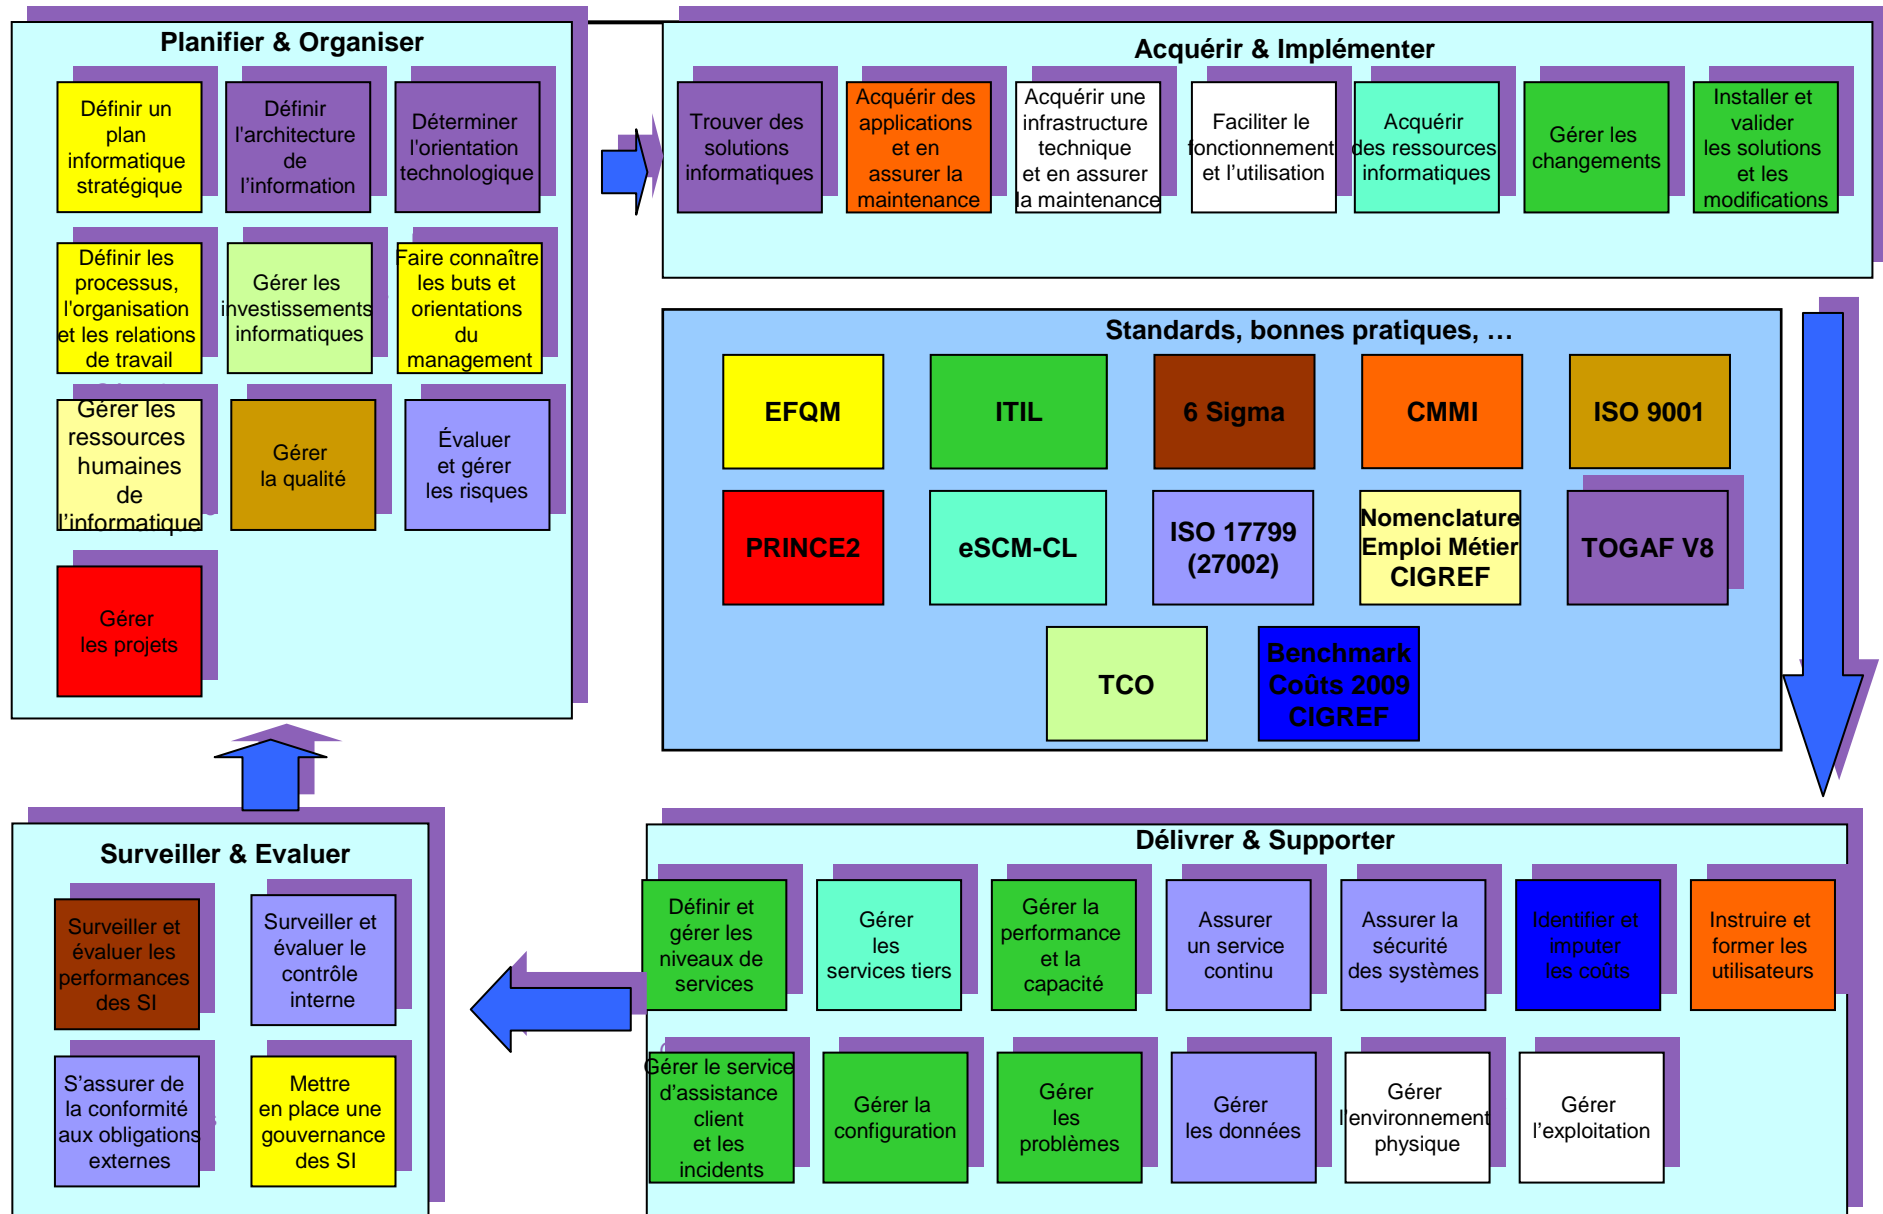 Planifier & Organiser
Définir un
plan
informatique
stratégique
Définir
l'architecture
de
l’information
Déterminer
l'orientation
technologique
Définir les
processus,
l'organisation
et les relations
de travail
Gérer les
investissements
informatiques
Faire connaître
les buts et
orientations
du
management
Gérer les
ressources
humaines
de
l’informatique
Gérer
la qualité
Évaluer
et gérer
les risques
Gérer
les projets
Acquérir & Implémenter
Trouver des
solutions
informatiques
Acquérir des
applications
et en
assurer la
maintenance
Acquérir une
infrastructure
technique
et en assurer
la maintenance
Faciliter le
fonctionnement
et l’utilisation
Acquérir
des ressources
informatiques
Gérer les
changements
Installer et
valider
les solutions
et les
modifications
Standards, bonnes pratiques, …
EFQM
ITIL
6 Sigma
CMMI
ISO 9001
PRINCE2
eSCM-CL
ISO 17799
(27002)
Nomenclature
Emploi Métier
CIGREF
TOGAF V8
TCO
Benchmark
Coûts 2009
CIGREF
Surveiller & Evaluer
Surveiller et
évaluer les
performances
des SI
Surveiller et
évaluer le
contrôle
interne
S’assurer de
la conformité
aux obligations
externes
Mettre
en place une
gouvernance
des SI
Délivrer & Supporter
Définir et
gérer les
niveaux de
services
Gérer
les
services tiers
Gérer la
performance
et la
capacité
Assurer
un service
continu
Assurer la
sécurité
des systèmes
Identifier et
imputer
les coûts
Instruire et
former les
utilisateurs
Gérer le service
d’assistance
client
et les
incidents
Gérer la
configuration
Gérer
les
problèmes
Gérer
les données
Gérer
l’environnement
physique
Gérer
l’exploitation